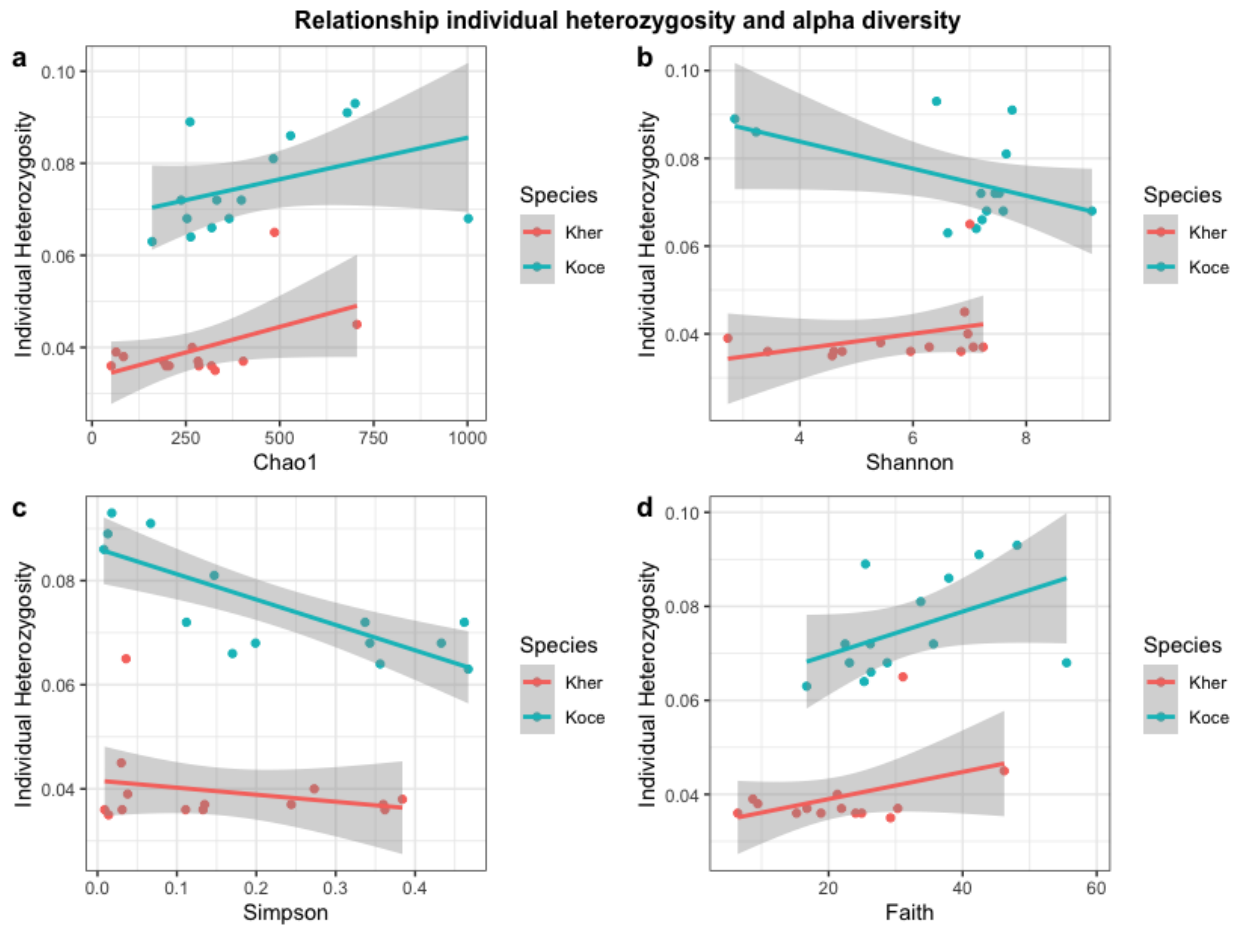 Relationship individual heterozygosity and alpha diversity
a
Individual Heterozygosity
0.10
0.08
0.06
0.04
0
250
500
750
1000
Chao1
Species
Kher
Koce
b
Individual Heterozygosity
0.10
0.08
0.06
0.04
4
6
8
Shannon
Species
Kher
Koce
c
Individual Heterozygosity
0.08
0.06
0.04
0.0
0.1
0.2
0.3
0.4
Simpson
Species
Kher
Koce
d
Individual Heterozygosity
0.10
0.08
0.06
0.04
20
40
60
Faith
Species
Kher
Koce